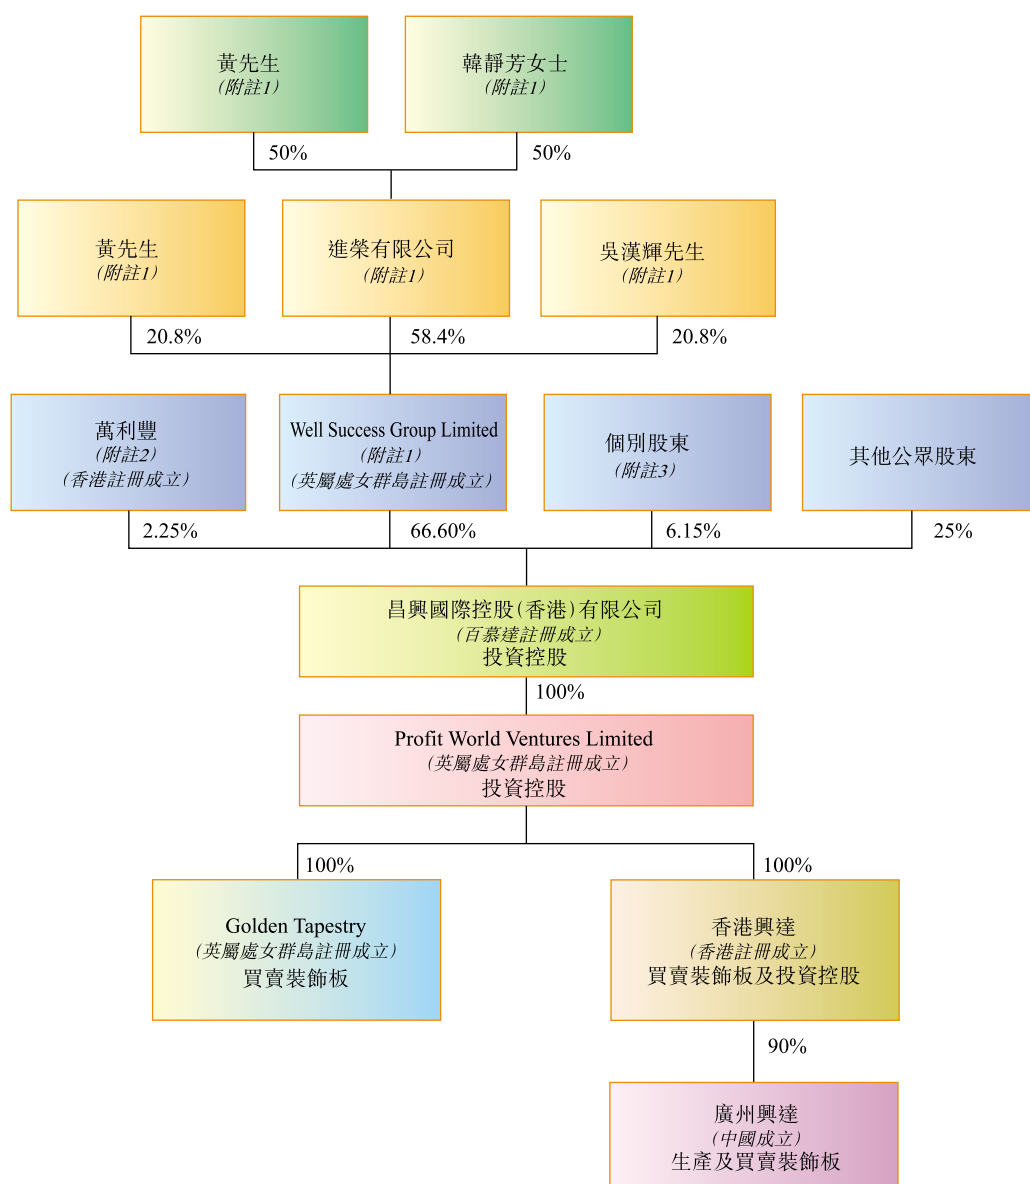 黃先生
(附註1)
韓靜芳女士
(附註1)
50%
50%
黃先生
(附註1)
進榮有限公司
(附註1)
吳漢輝先生
(附註1)
20.8%
58.4%
20.8%
萬利豐
(附註2)
(香港註冊成立)
Well Success Group Limited
(附註1)
(英屬處女群島註冊成立)
個別股東
(附註3)
其他公眾股東
2.25%
66.60%
6.15%
25%
昌興國際控股(香港)有限公司
(百慕達註冊成立)
投資控股
100%
Profit World Ventures Limited
(英屬處女群島註冊成立)
投資控股
100%
100%
Golden Tapestry
(英屬處女群島註冊成立)
買賣裝飾板
香港興達
(香港註冊成立)
買賣裝飾板及投資控股
90%
廣州興達
(中國成立)
生產及買賣裝飾板